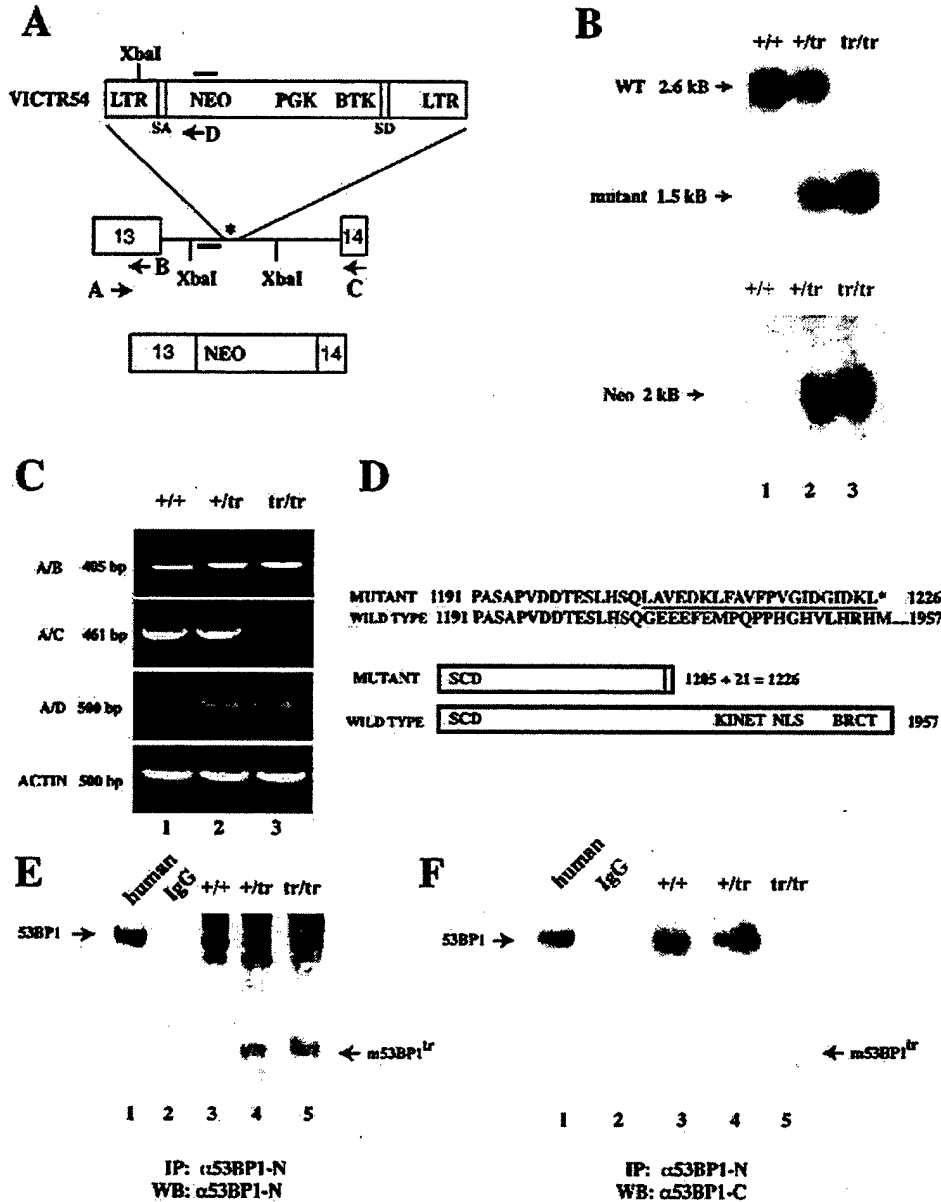 A
XbaI
VICTR54 LTR NEO PGK BTK LTR
SA D SD
*
13 14
B XbaI XbaI
A C
13 NEO 14
B
+/+ +/tr tr/tr
WT 2.6 kB →
mutant 1.5 kB →
+/+ +/tr tr/tr
Neo 2 kB →
1 2 3
C
+/+ +/tr tr/tr
A/B 405 bp
A/C 461 bp
A/D 500 bp
ACTIN 500 bp
1 2 3
D
MUTANT 1191 PASAPVDDTESLHSQLAVEDKLFAVFPVGIDGIDKL* 1226
WILD TYPE 1191 PASAPVDDTESLHSQGEEEFEMPQPPHGHVLHRHM.....1957
MUTANT SCD 1205 + 21 = 1226
WILD TYPE SCD KINET NLS BRCT 1957
E
human IgG +/+ +/tr tr/tr
53BP1 →
← m53BP1tr
1 2 3 4 5
IP: α53BP1-N
WB: α53BP1-N
F
human IgG +/+ +/tr tr/tr
53BP1 →
← m53BP1tr
1 2 3 4 5
IP: α53BP1-N
WB: α53BP1-C